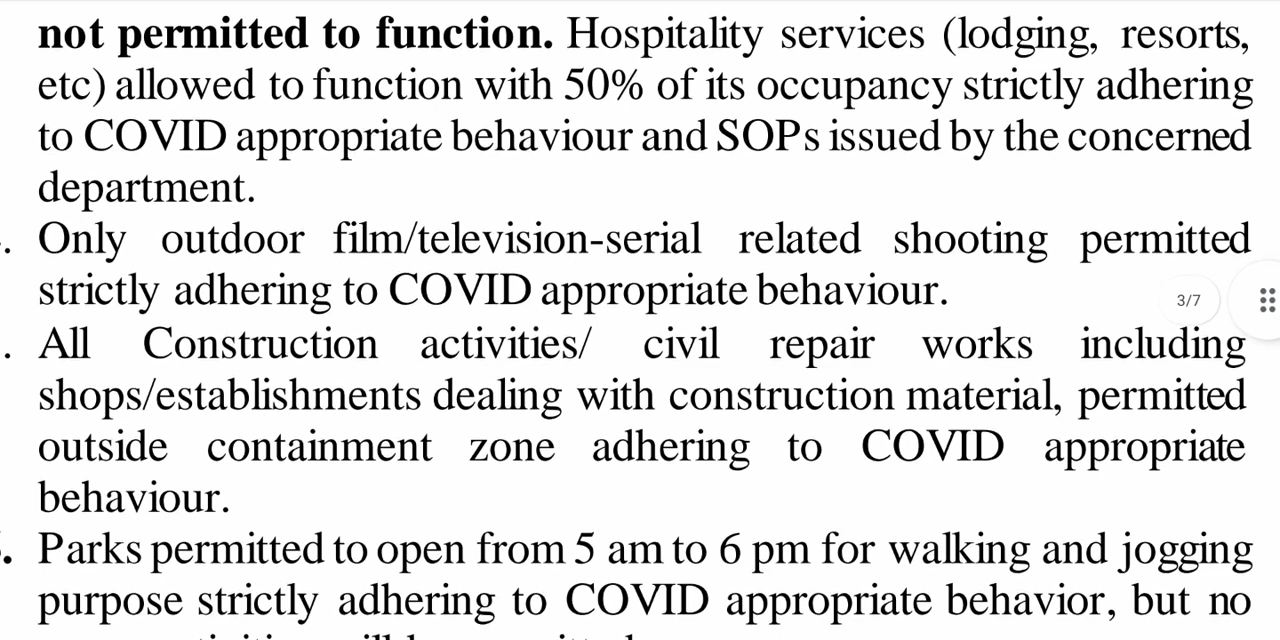 not permitted to function. Hospitality services (lodging, resorts,
etc) allowed to function with 50% of its occupancy strictly adhering
to COVID appropriate behaviour and SOPs issued by the concerned
department.
. Only outdoor film/television-serial related shooting permitted
strictly adhering to COVID appropriate behaviour.
3/7
. All Construction activities/ civil repair works including
shops/establishments dealing with construction material, permitted
outside containment zone adhering to COVID appropriate
behaviour.
. Parks permitted to open from 5 am to 6 pm for walking and jogging
purpose strictly adhering to COVID appropriate behavior, but no